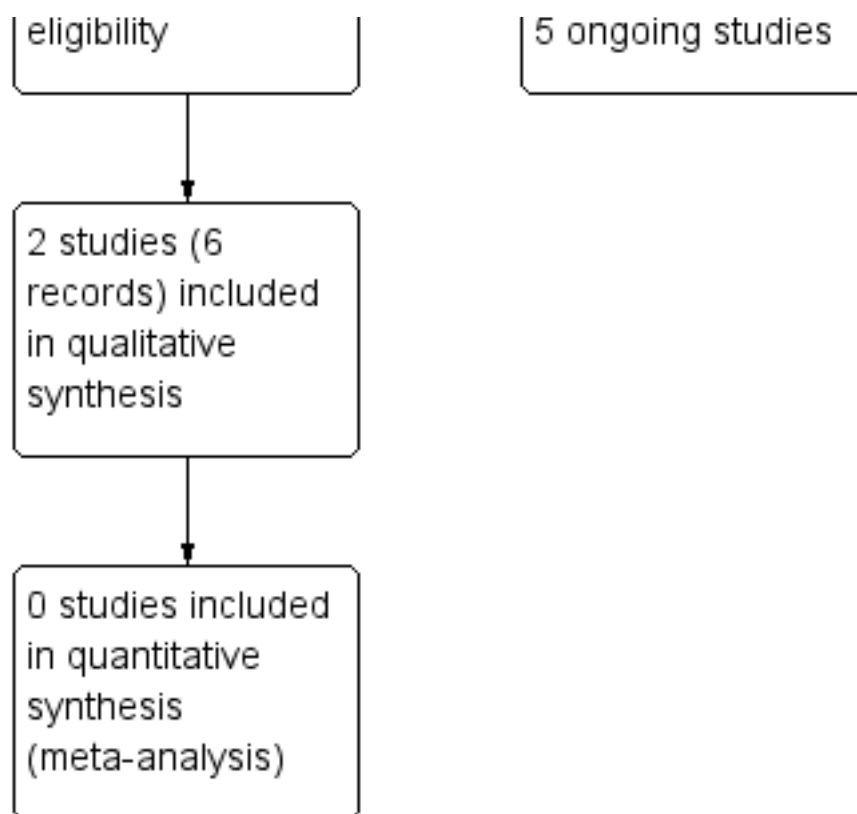 eligibility
5 ongoing studies
2 studies (6
records) included
in qualitative
synthesis
0 studies included
in quantitative
synthesis
(meta-analysis)